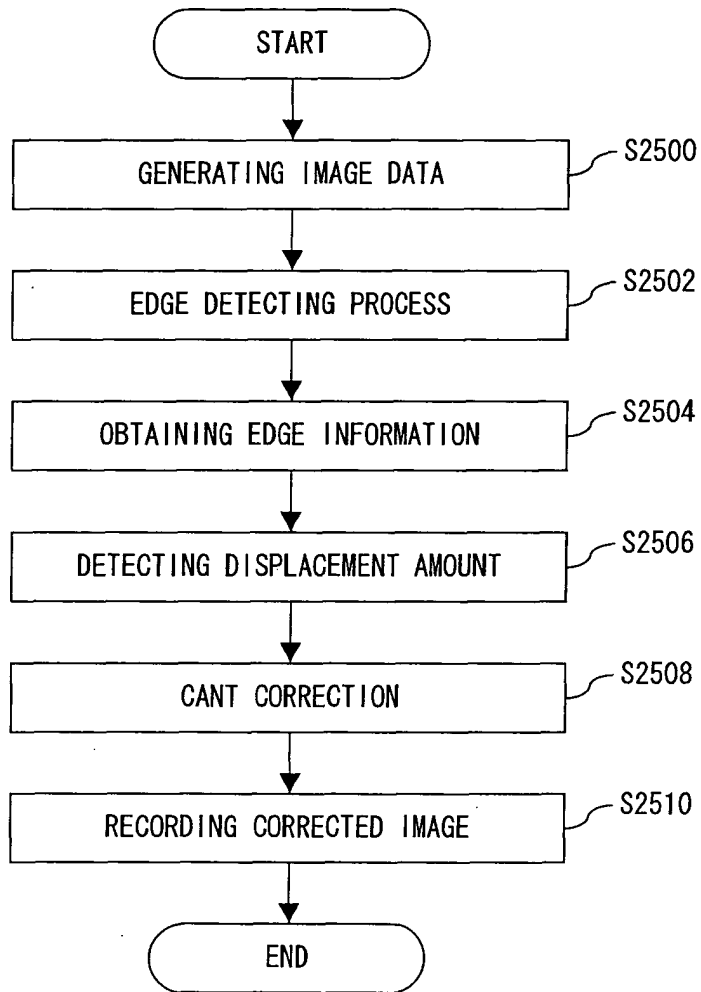 START
GENERATING IMAGE DATA
S2500
EDGE DETECTING PROCESS
S2502
OBTAINING EDGE INFORMATION
S2504
DETECTING DISPLACEMENT AMOUNT
S2506
CANT CORRECTION
S2508
RECORDING CORRECTED IMAGE
S2510
END